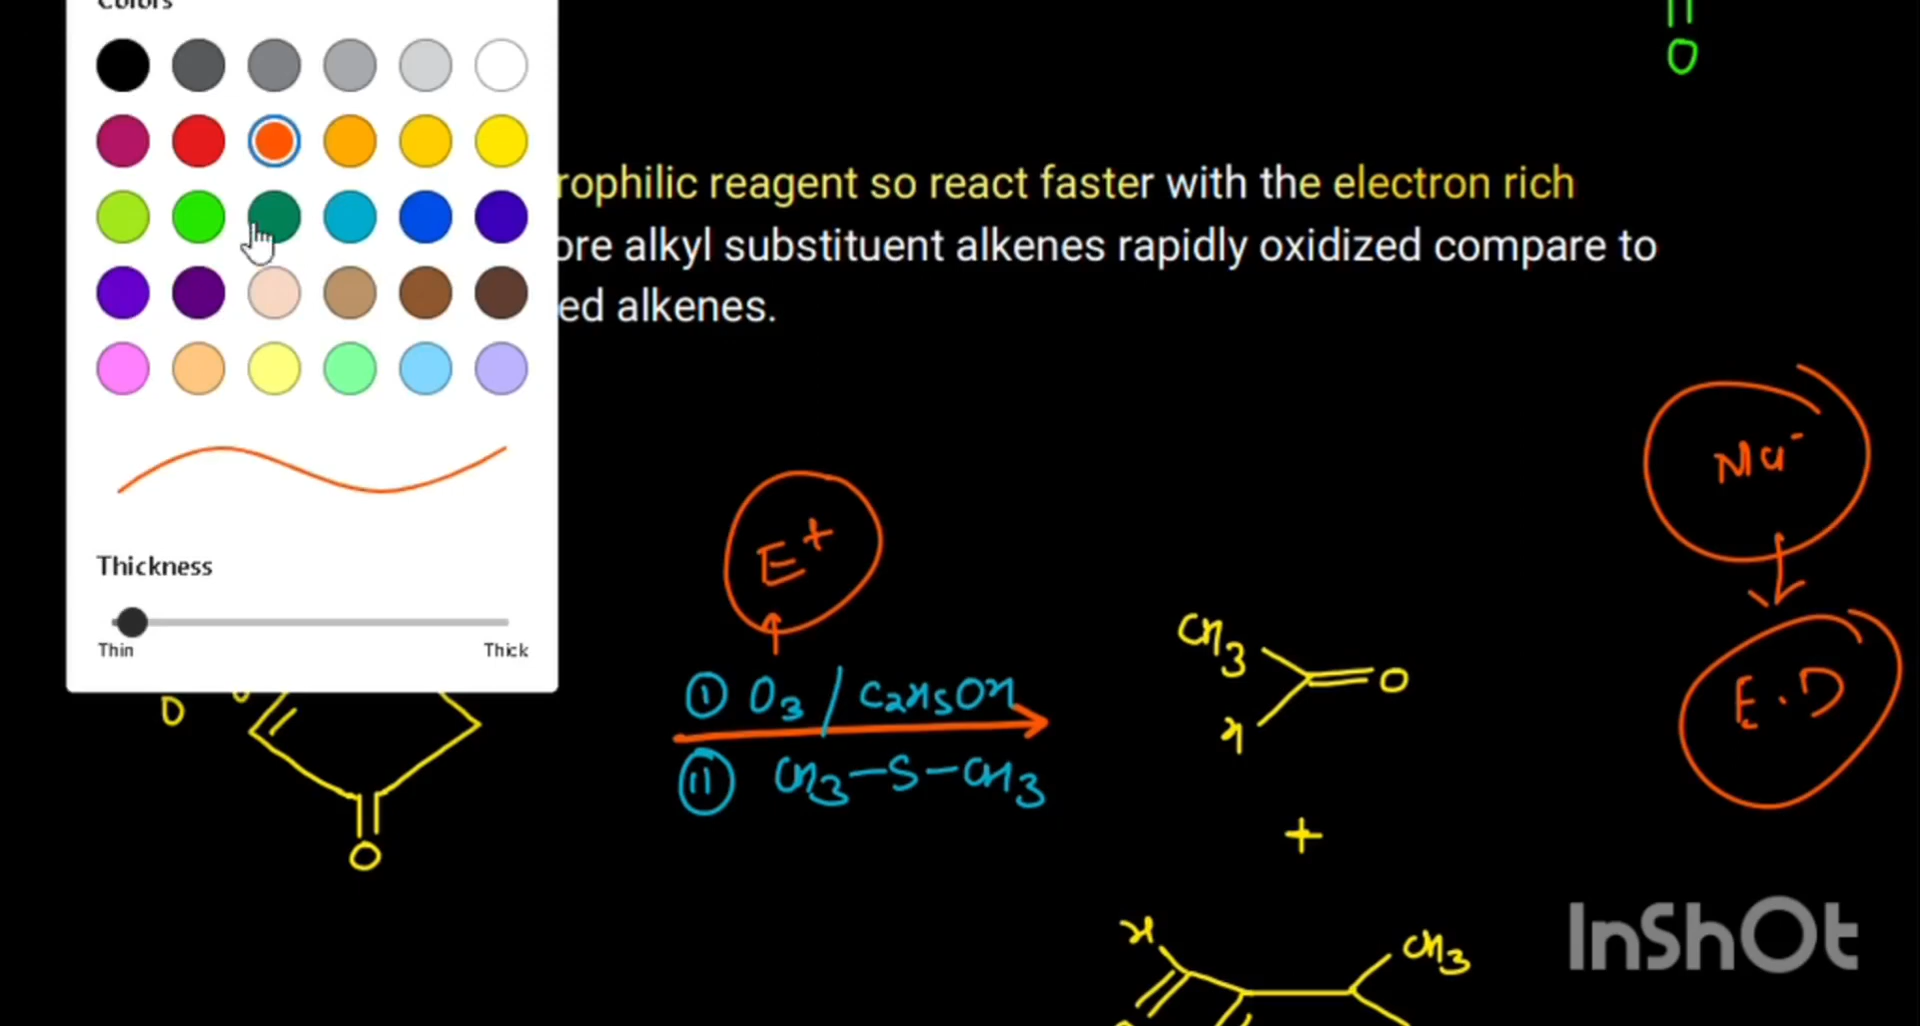 Colors
O
rophilic reagent so react faster with the electron rich
ore alkyl substituent alkenes rapidly oxidized compare to
ed alkenes.
Nu-
E+
Thickness
Thin Thick
① O3 / C2H5OH
CH3
O
H
E.D
O
② CH3-S-CH3
O
+
H
CH3
InShOt